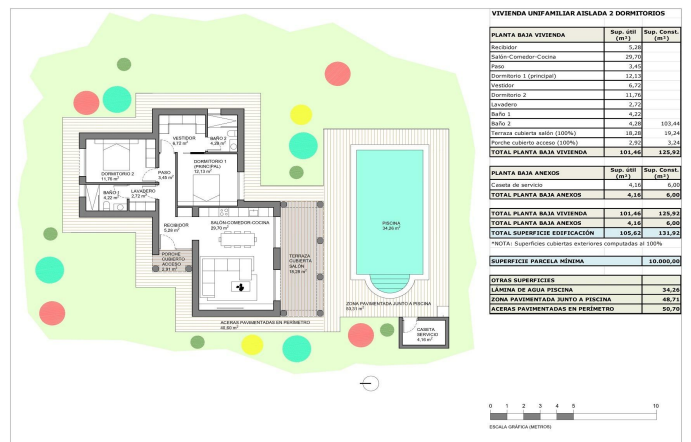 VIVIENDA UNIFAMILIAR AISLADA 2 DORMITORIOS
PLANTA BAJA VIVIENDA Sup. útil (m²) Sup. Const. (m²)
Recibidor 5,28
Salón-Comedor-Cocina 29,70
Paso 3,45
Dormitorio 1 (principal) 12,13
Vestidor 6,72
Dormitorio 2 11,76
Lavadero 2,72
Baño 1 4,22
Baño 2 4,28 103,44
Terraza cubierta salón (100%) 18,28 19,24
Porche cubierto acceso (100%) 2,92 3,24
TOTAL PLANTA BAJA VIVIENDA 101,46 125,92
PLANTA BAJA ANEXOS Sup. útil (m²) Sup. Const. (m²)
Caseta de servicio 4,16 6,00
TOTAL PLANTA BAJA ANEXOS 4,16 6,00
TOTAL PLANTA BAJA VIVIENDA 101,46 125,92
TOTAL PLANTA BAJA ANEXOS 4,16 6,00
TOTAL SUPERFICIE EDIFICACIÓN 105,62 131,92
*NOTA: Superficies cubiertas exteriores computadas al 100%
SUPERFICIE PARCELA MÍNIMA 10.000,00
OTRAS SUPERFICIES
LÁMINA DE AGUA PISCINA 34,26
ZONA PAVIMENTADA JUNTO A PISCINA 48,71
ACERAS PAVIMENTADAS EN PERÍMETRO 50,70
VESTIDOR
6,72 m²
BAÑO 2
4,28 m²
DORMITORIO 2
11,76 m²
PASO
3,45 m²
DORMITORIO 1
(PRINCIPAL)
12,13 m²
BAÑO 1
4,22 m²
LAVADERO
2,72 m²
RECIBIDOR
5,28 m²
SALÓN-COMEDOR-COCINA
29,70 m²
PORCHE
CUBIERTO
ACCESO
2,91 m²
TERRAZA
CUBIERTA
SALÓN
18,28 m²
PISCINA
34,26 m²
ZONA PAVIMENTADA JUNTO A PISCINA
53,31 m²
ACERAS PAVIMENTADAS EN PERÍMETRO
60,60 m²
CASETA
SERVICIO
4,16 m²
0 1 2 3 4 5 10
ESCALA GRÁFICA (METROS)